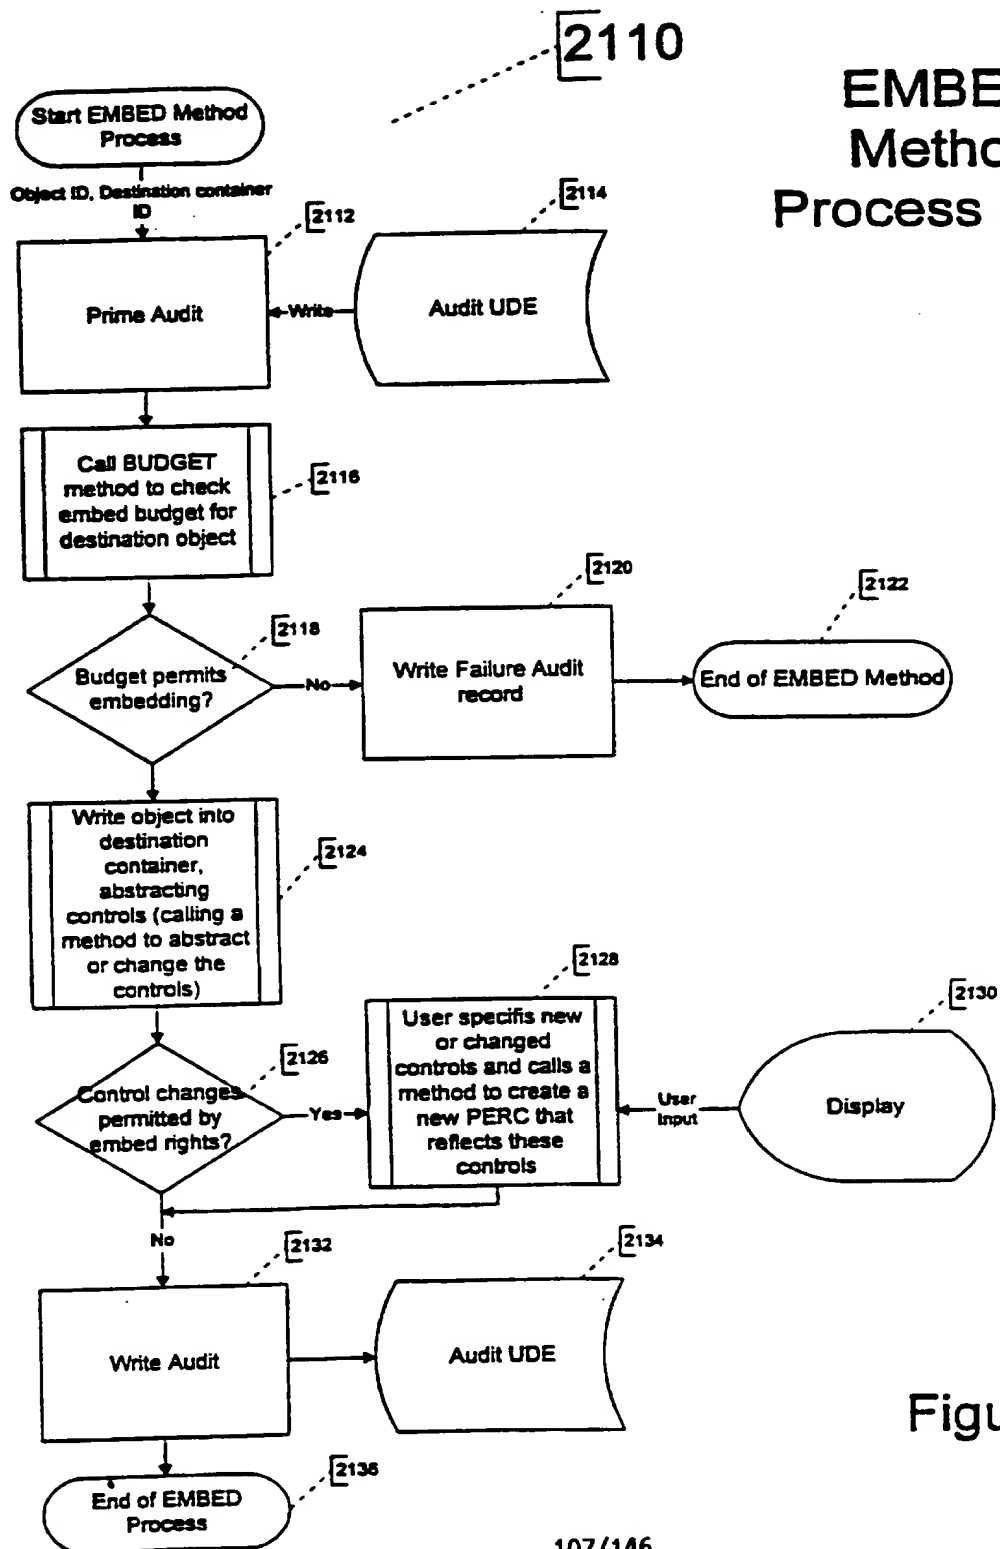 2110
EMBE
Metho
Process
Start EMBED Method
Process
Object ID, Destination container
ID
2112
2114
Prime Audit
Write
Audit UDE
Call BUDGET
method to check
embed budget for
destination object
2116
2118
Budget permits
embedding?
No
2120
Write Failure Audit
record
2122
End of EMBED Method
Write object into
destination
container,
abstracting
controls (calling a
method to abstract
or change the
controls)
2124
2126
Control changes
permitted by
embed rights?
Yes
2128
User specifis new
or changed
controls and calls a
method to create a
new PERC that
reflects these
controls
User
Input
2130
Display
No
2132
Write Audit
2134
Audit UDE
2136
End of EMBED
Process
Figu
107/146